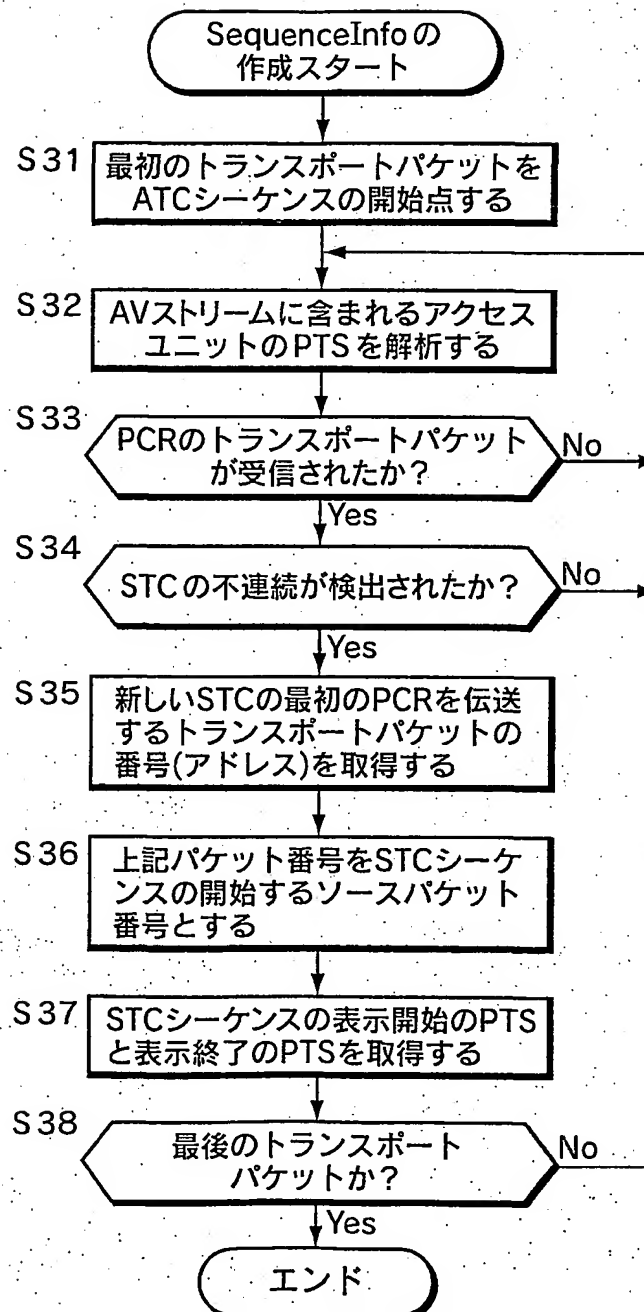 SequenceInfoの
作成スタート
S31
最初のトランスポートパケットを
ATCシーケンスの開始点する
S32
AVストリームに含まれるアクセス
ユニットのPTSを解析する
S33
PCRのトランスポートパケット
が受信されたか？
No
Yes
S34
STCの不連続が検出されたか？
No
Yes
S35
新しいSTCの最初のPCRを伝送
するトランスポートパケットの
番号(アドレス)を取得する
S36
上記パケット番号をSTCシーケ
ンスの開始するソースパケット
番号とする
S37
STCシーケンスの表示開始のPTS
と表示終了のPTSを取得する
S38
最後のトランスポート
パケットか？
No
Yes
エンド